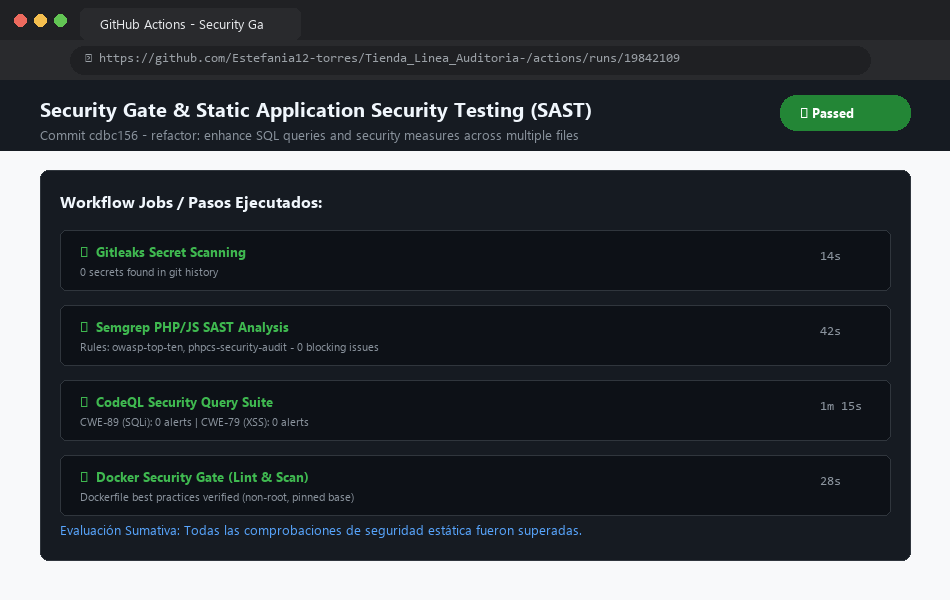 GitHub Actions - Security Ga
https://github.com/Estefania12-torres/Tienda_Linea_Auditoria-/actions/runs/19842109
Security Gate & Static Application Security Testing (SAST)
Passed
Commit cdbc156 - refactor: enhance SQL queries and security measures across multiple files
Workflow Jobs / Pasos Ejecutados:
Gitleaks Secret Scanning
14s
0 secrets found in git history
Semgrep PHP/JS SAST Analysis
42s
Rules: owasp-top-ten, phpcs-security-audit - 0 blocking issues
CodeQL Security Query Suite
1m 15s
CWE-89 (SQLi): 0 alerts | CWE-79 (XSS): 0 alerts
Docker Security Gate (Lint & Scan)
28s
Dockerfile best practices verified (non-root, pinned base)
Evaluación Sumativa: Todas las comprobaciones de seguridad estática fueron superadas.